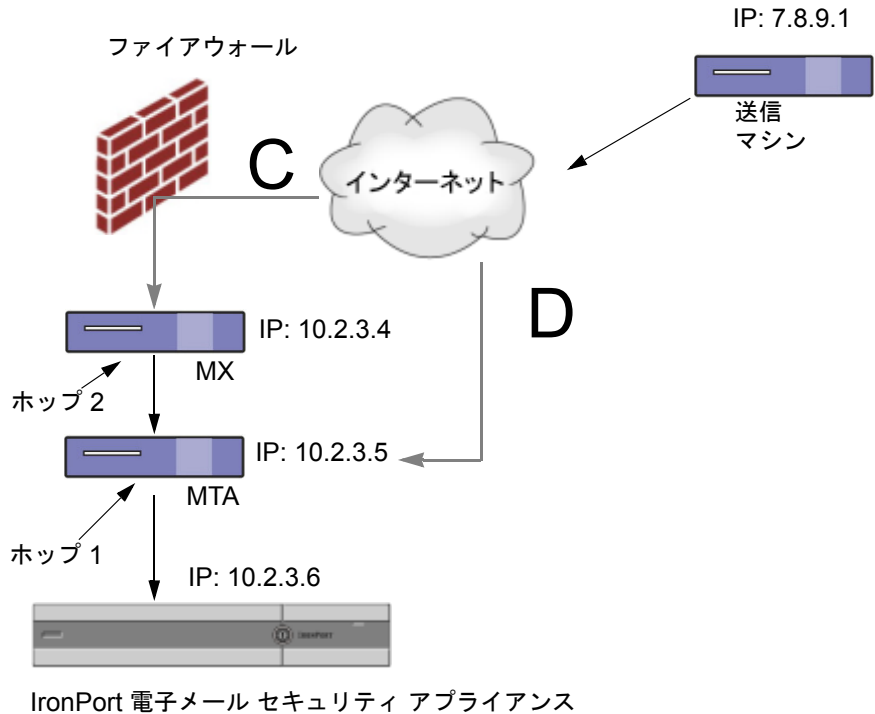 IP: 7.8.9.1
ファイアウォール
送信
マシン
C
インターネット
D
IP: 10.2.3.4
MX
ホップ 2
IP: 10.2.3.5
MTA
ホップ 1
IP: 10.2.3.6
IRONPORT
IronPort 電子メール セキュリティ アプライアンス